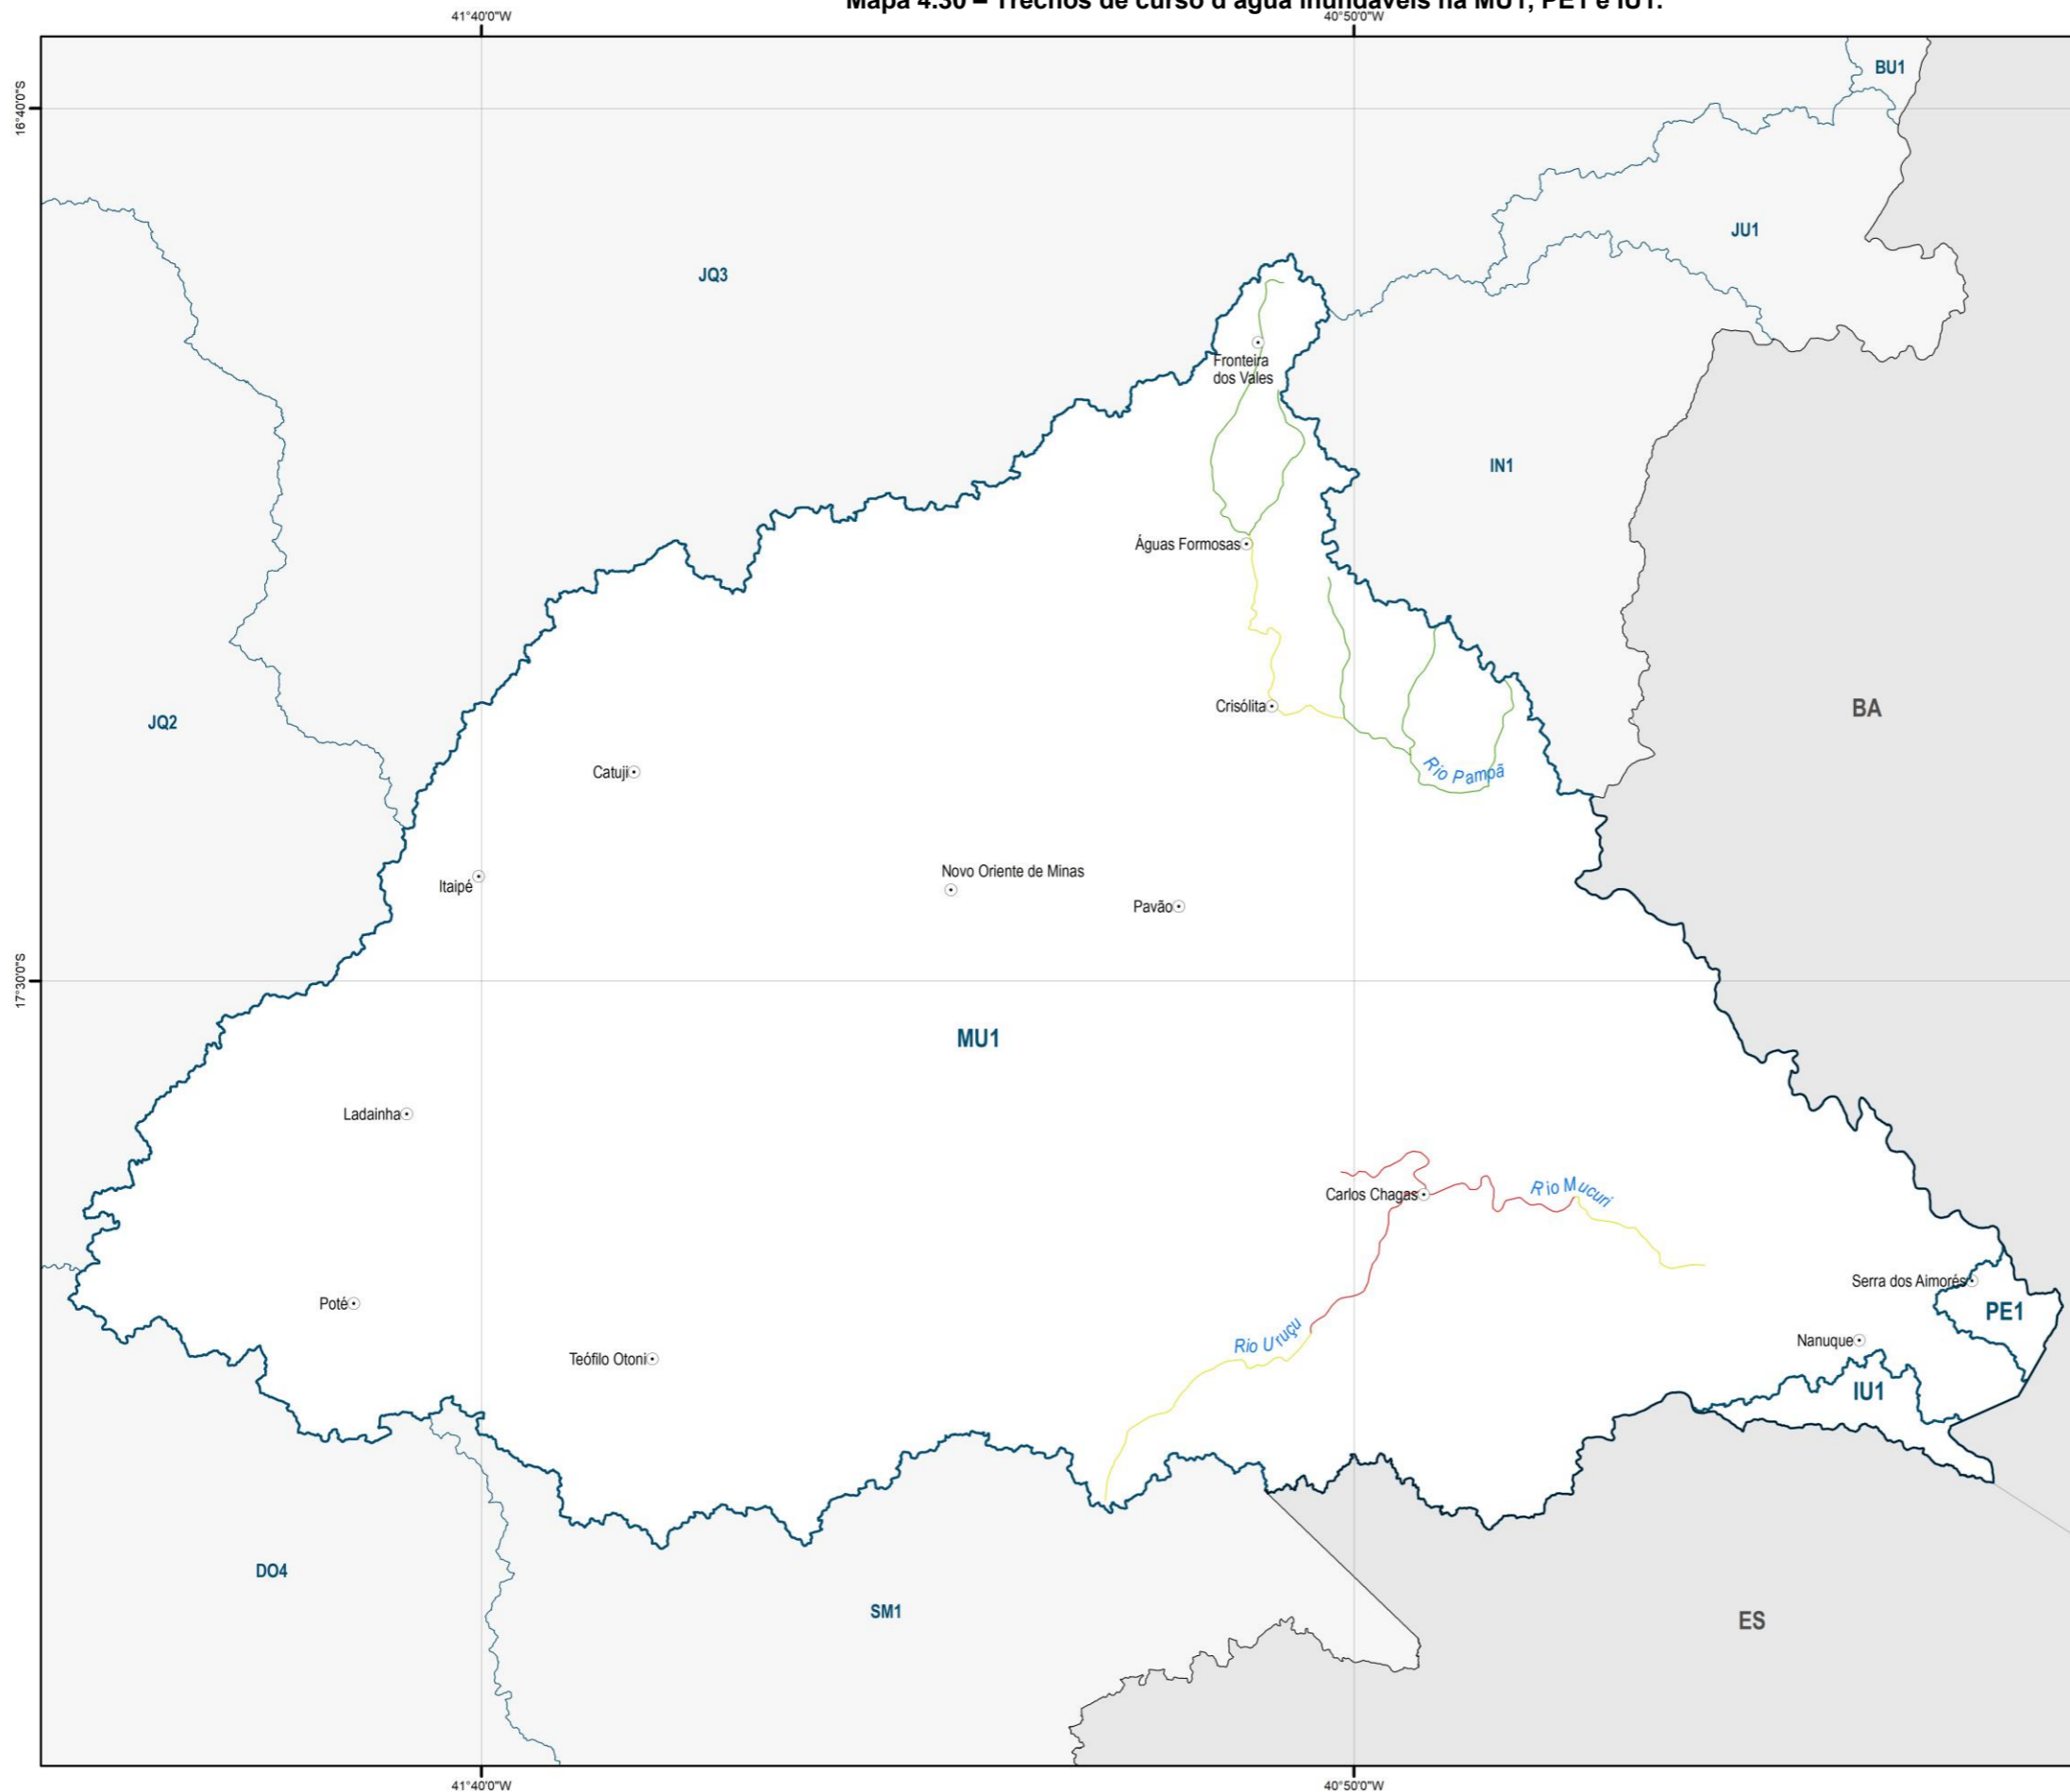 Mapa 4.30 – Trechos de curso d'água inundáveis na MU1, PE1 e IU1.
41°40'0"W
40°50'0"W
BU1
16°40'0"S
JU1
JQ3
Fronteira
dos Vales
IN1
Águas Formosas
BA
Crisólita
JQ2
Rio Pampã
Catuji
Novo Oriente de Minas
Itaipé
Pavão
17°30'0"S
MU1
Ladainha
Rio Mucuri
Carlos Chagas
Serra dos Aimorés
Poté
PE1
Rio Uruçu
Nanuque
Teófilo Otoni
IU1
DO4
SM1
ES
41°40'0"W
40°50'0"W